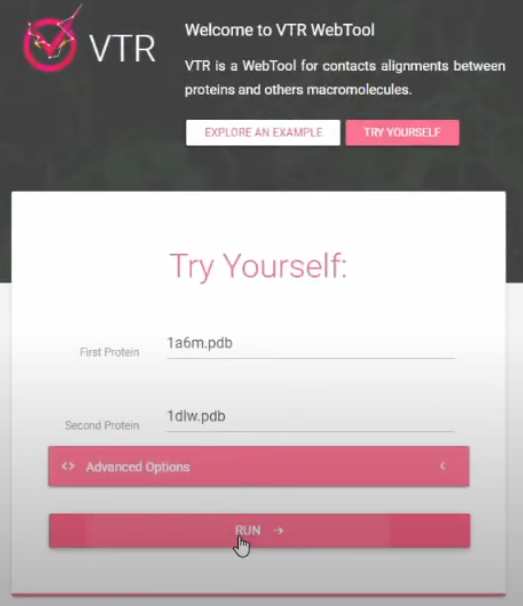 VTR
Welcome to VTR WebTool
VTR is a WebTool for contacts alignments between
proteins and others macromolecules.
EXPLORE AN EXAMPLE
TRY YOURSELF
Try Yourself:
First Protein
1a6m.pdb
Second Protein
1dlw.pdb
<> Advanced Options
RUN →